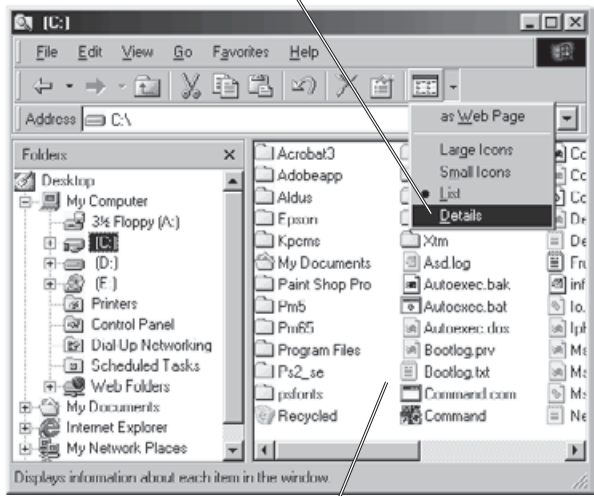 [C:]
File Edit View Go Favorites Help
Address C:\
as Web Page
Large Icons
Small Icons
List
Details
Folders
Desktop
My Computer
3½ Floppy (A:)
[C:]
(D:)
(E:)
Printers
Control Panel
Dial-Up Networking
Scheduled Tasks
Web Folders
My Documents
Internet Explorer
My Network Places
Acrobat3
Adobeapp
Aldus
Epson
Kpcms
My Documents
Paint Shop Pro
Pm5
Pm65
Program Files
Ps2_se
psfonts
Recycled
Xtm
Asd.log
Autoexec.bak
Autoexec.bat
Autoexec.dos
Bootlog.prv
Bootlog.txt
Command.com
Command
Displays information about each item in the window.